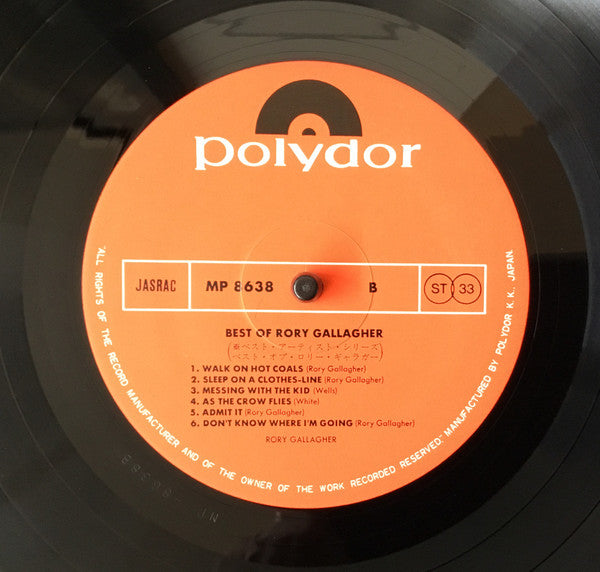 polydor
JASRAC MP 8638 B ST 33
BEST OF RORY GALLAGHER
(※ベスト・アーティスト・シリーズ
ベスト・オブ・ロリー・ギャラガー)
1. WALK ON HOT COALS (Rory Gallagher)
2. SLEEP ON A CLOTHES-LINE (Rory Gallagher)
3. MESSING WITH THE KID (Wells)
4. AS THE CROW FLIES (White)
5. ADMIT IT (Rory Gallagher)
6. DON'T KNOW WHERE I'M GOING (Rory Gallagher)
RORY GALLAGHER
"ALL RIGHTS OF THE RECORD MANUFACTURER AND OF THE OWNER OF THE WORK RECORDED RESERVED." MANUFACTURED BY POLYDOR K.K., JAPAN.